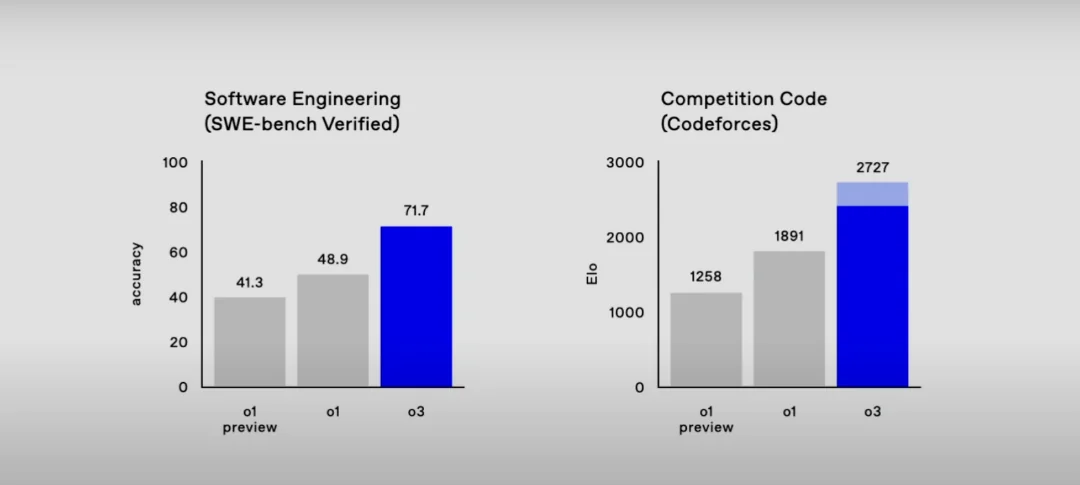 Software Engineering
(SWE-bench Verified)
100
80
60
40
20
0
accuracy
41.3
48.9
71.7
o1
preview
o1
o3
Competition Code
(Codeforces)
3000
2000
1000
0
Elo
1258
1891
2727
o1
preview
o1
o3